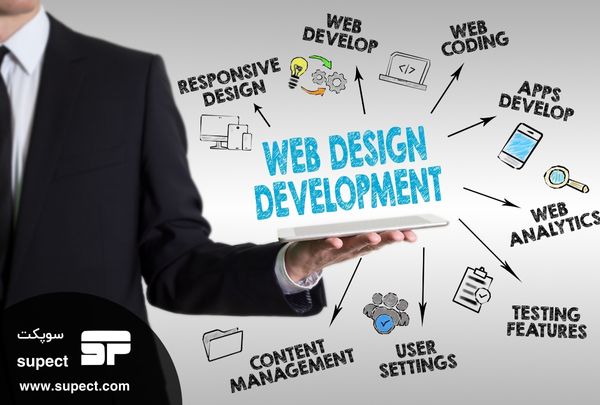 WEB
DEVELOP
WEB
CODING
RESPONSIVE
DESIGN
</>
APPS
DEVELOP
WEB DESIGN
DEVELOPMENT
WEB
ANALYTICS
TESTING
FEATURES
CONTENT
MANAGEMENT
USER
SETTINGS
سوپکت
supect
SP
www.supect.com